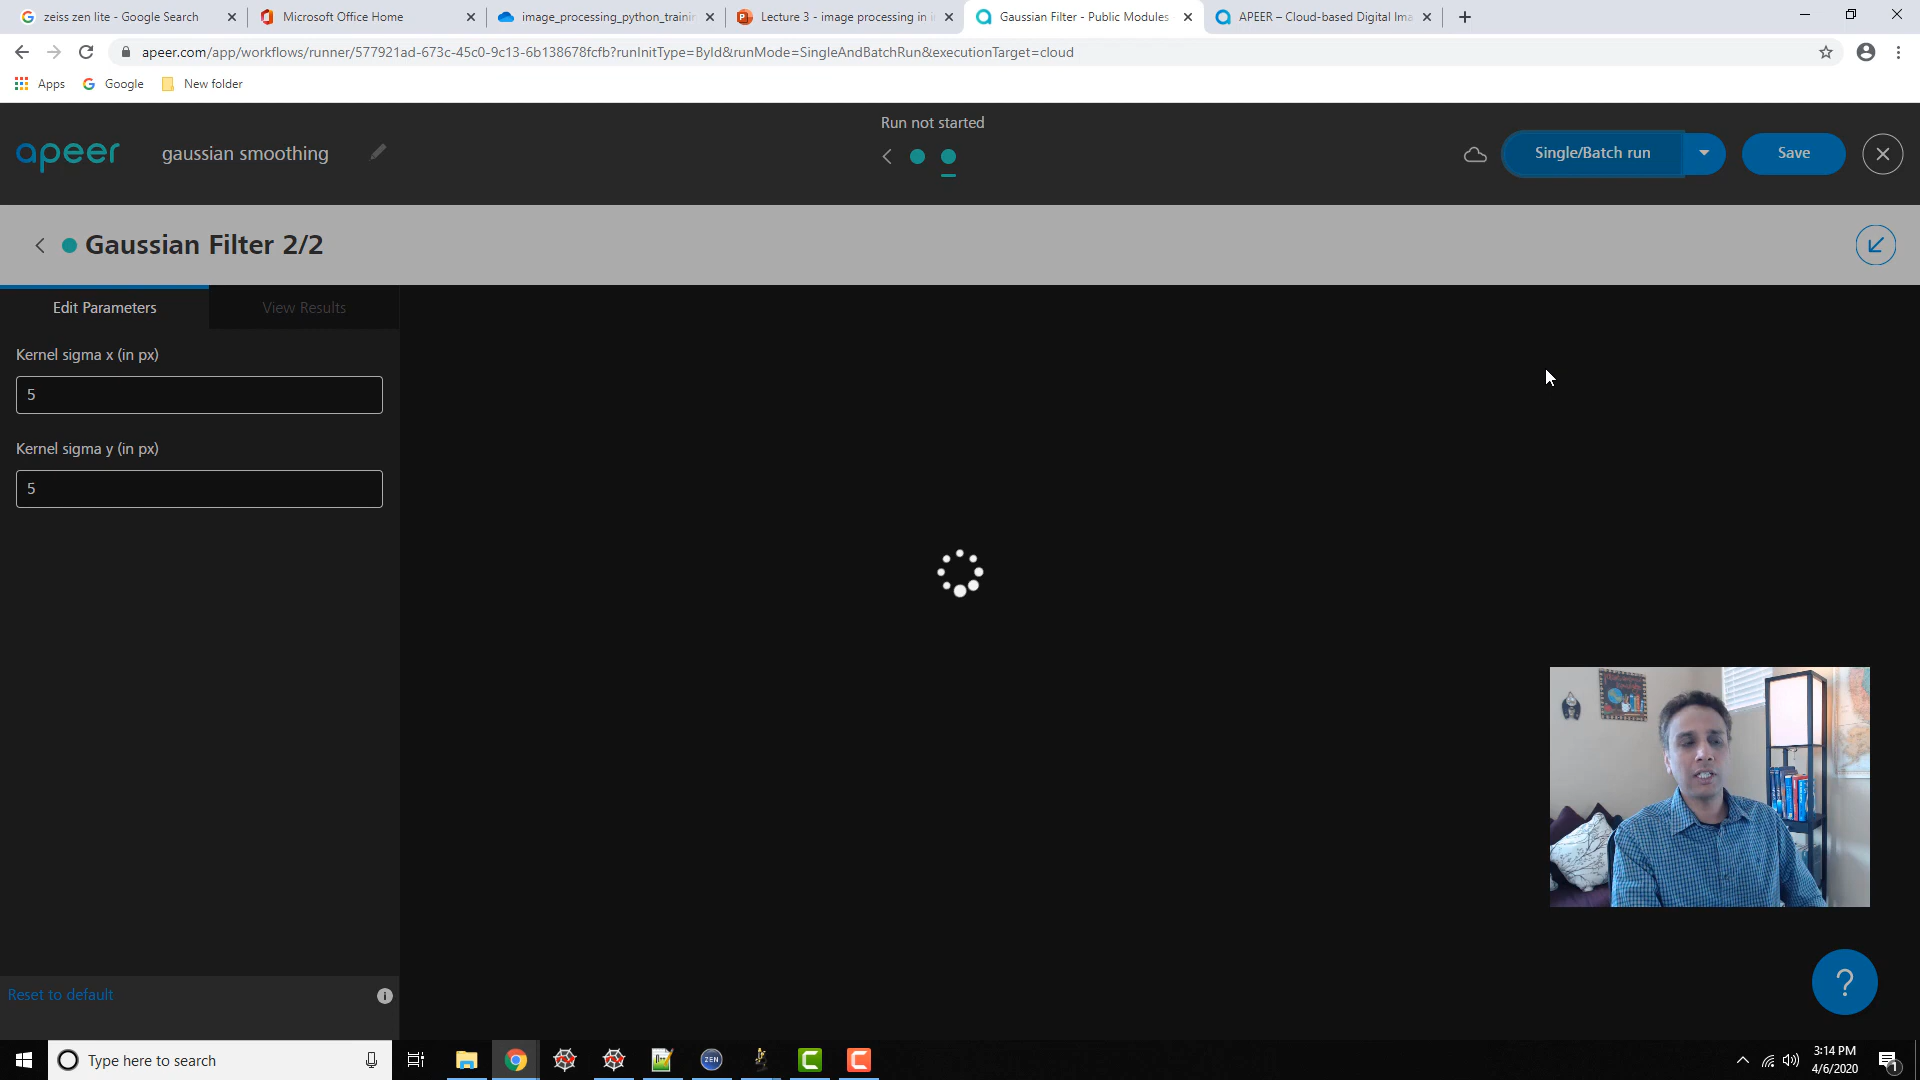 zeiss zen lite - Google Search
Microsoft Office Home
image_processing_python_trainin
Lecture 3 - image processing in i
Gaussian Filter - Public Modules
APEER – Cloud-based Digital Ima
apeer.com/app/workflows/runner/577921ad-673c-45c0-9c13-6b138678fcfb?runInitType=ById&runMode=SingleAndBatchRun&executionTarget=cloud
Apps
Google
New folder
Run not started
apeer
gaussian smoothing
Single/Batch run
Save
Gaussian Filter 2/2
Edit Parameters
View Results
Kernel sigma x (in px)
5
Kernel sigma y (in px)
5
Reset to default
?
Type here to search
ZEN
3:14 PM
4/6/2020
1